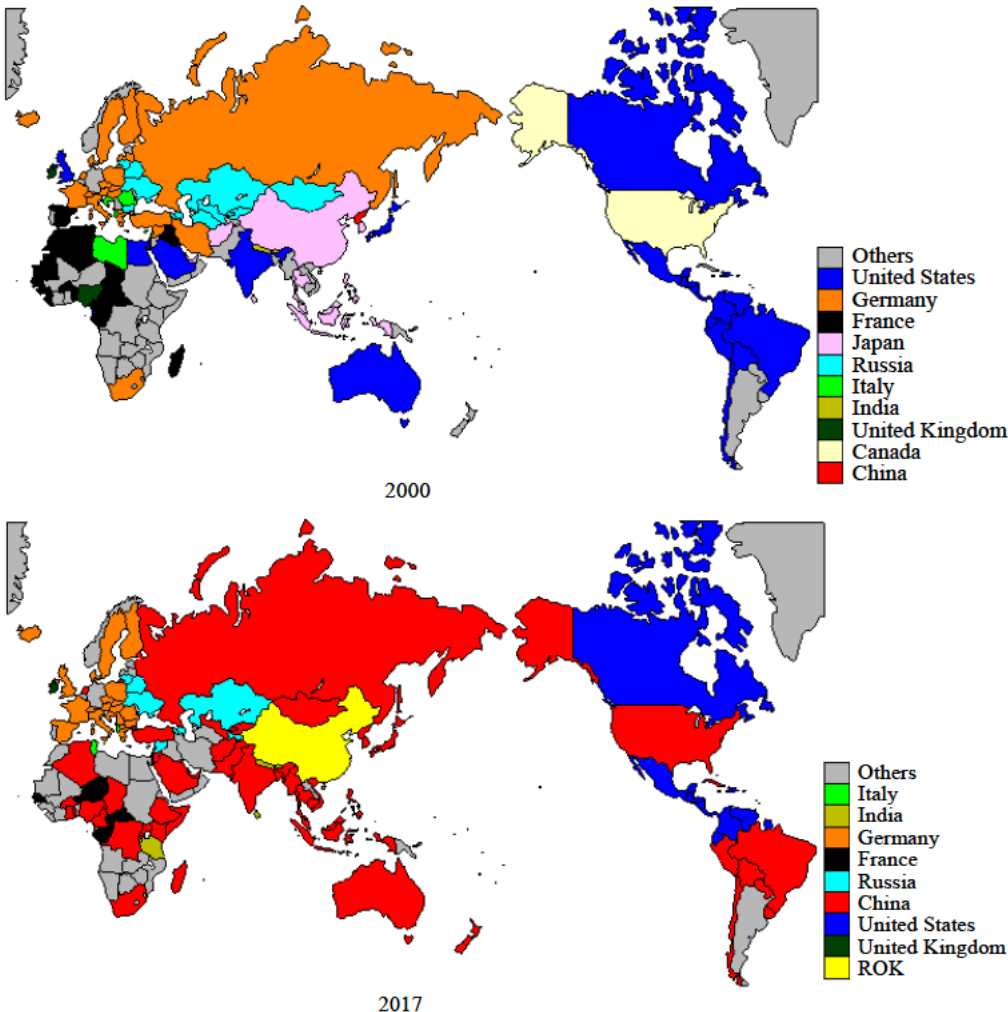 Others
United States
Germany
France
Japan
Russia
Italy
India
United Kingdom
Canada
China
2000
Others
Italy
India
Germany
France
Russia
China
United States
United Kingdom
ROK
2017